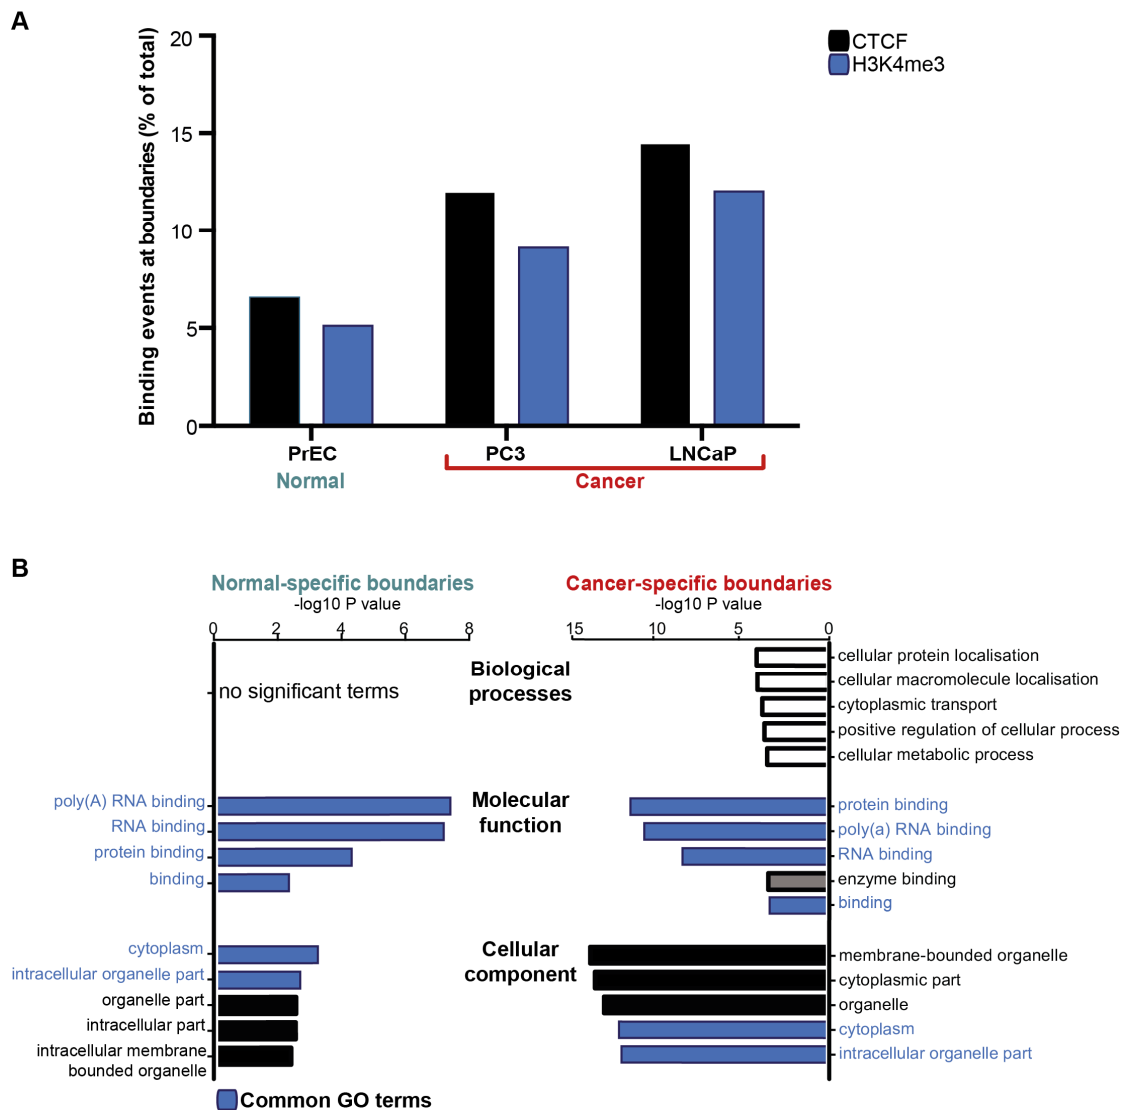 A
Binding events at boundaries (% of total)
20
15
10
5
0
CTCF
H3K4me3
PrEC
PC3
LNCaP
Normal
Cancer
B
Normal-specific boundaries
-log10 P value
0 2 4 6 8
Cancer-specific boundaries
-log10 P value
15 10 5 0
Biological
processes
no significant terms
cellular protein localisation
cellular macromolecule localisation
cytoplasmic transport
positive regulation of cellular process
cellular metabolic process
Molecular
function
poly(A) RNA binding
RNA binding
protein binding
binding
protein binding
poly(a) RNA binding
RNA binding
enzyme binding
binding
Cellular
component
cytoplasm
intracellular organelle part
organelle part
intracellular part
intracellular membrane
bounded organelle
membrane-bounded organelle
cytoplasmic part
organelle
cytoplasm
intracellular organelle part
Common GO terms